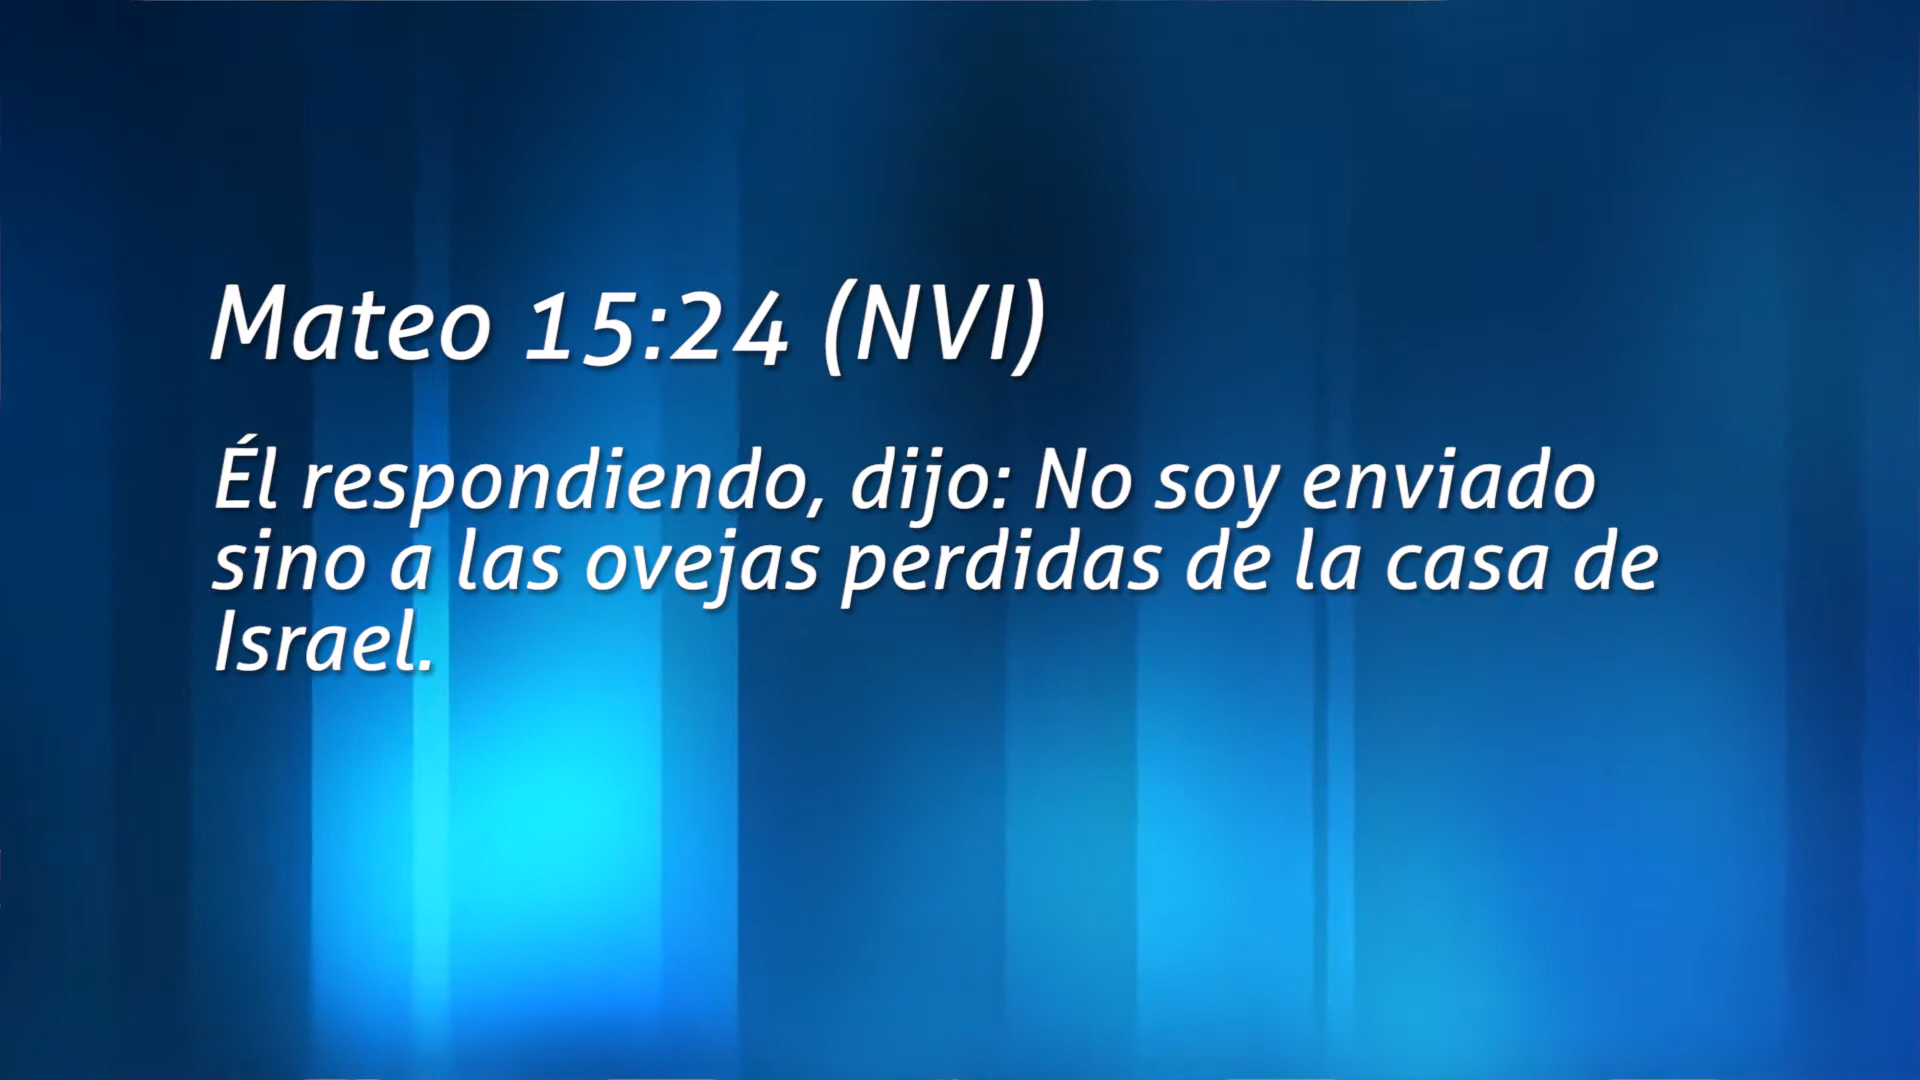 Mateo 15:24 (NVI)
Él respondiendo, dijo: No soy enviado
sino a las ovejas perdidas de la casa de
Israel.